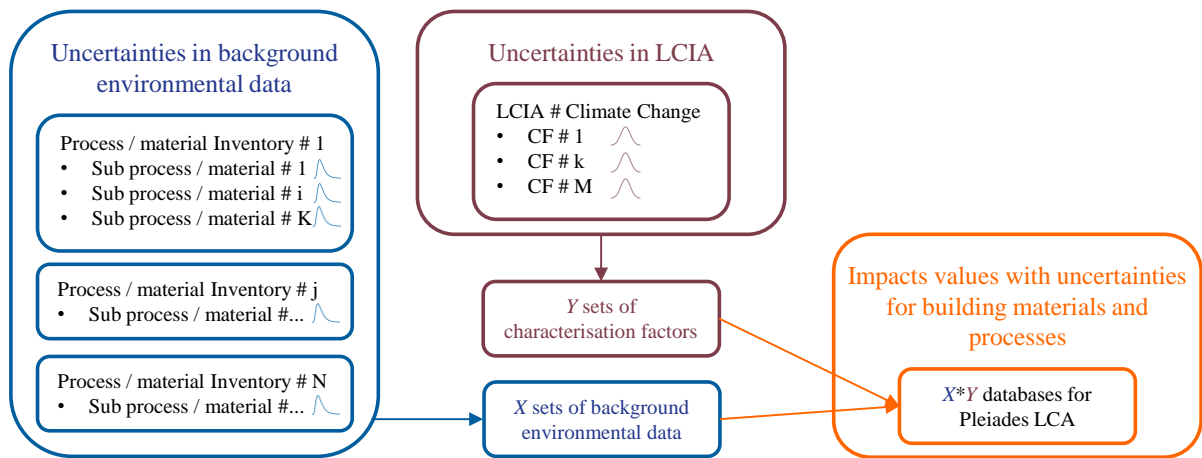 Uncertainties in background
environmental data
Process / material Inventory # 1
• Sub process / material # 1
• Sub process / material # i
• Sub process / material # K
Process / material Inventory # j
• Sub process / material #...
Process / material Inventory # N
• Sub process / material #...
Uncertainties in LCIA
LCIA # Climate Change
• CF # 1
• CF # k
• CF # M
Y sets of
characterisation factors
X sets of background
environmental data
Impacts values with uncertainties
for building materials and
processes
X*Y databases for
Pleiades LCA